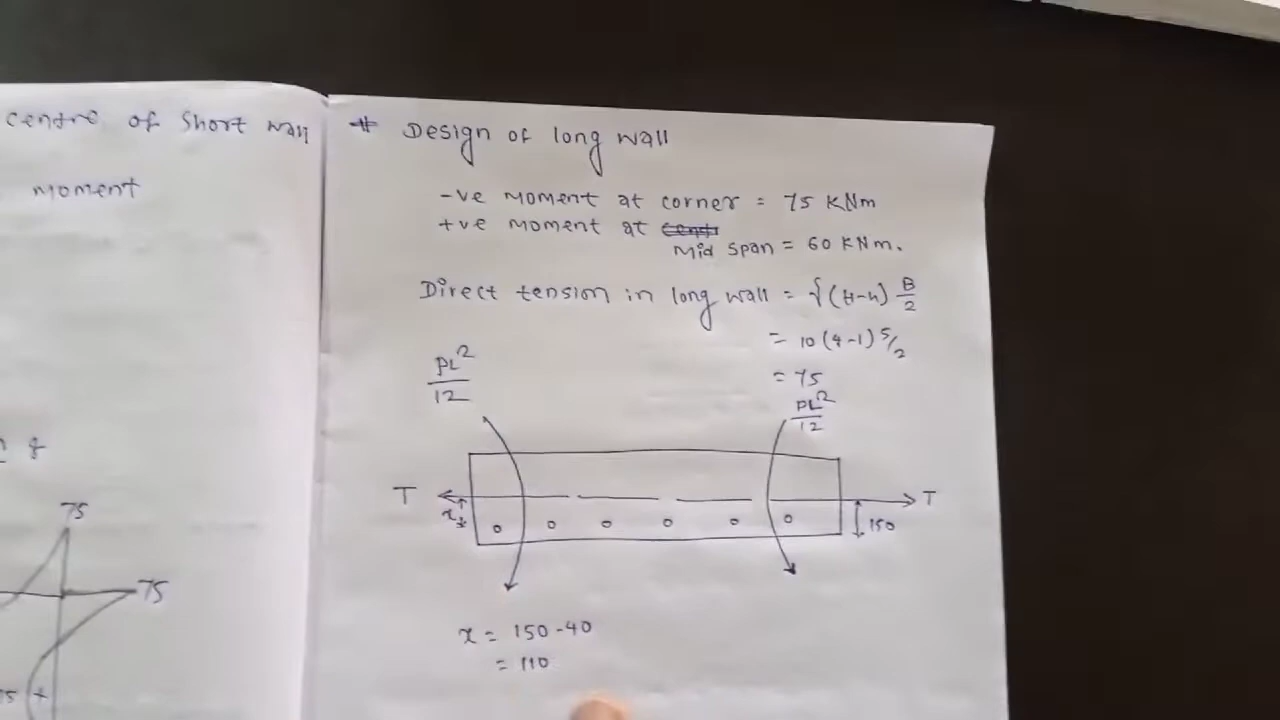 centre of short wall
moment
75
75
# Design of long wall
-ve moment at corner = 75 KNm
+ve moment at
Mid span = 60 KNm.
Direct tension in long wall = γ(H-h) B/2
= 10(4-1) 5/2
= 75
PL²/12
PL²/12
T
T
x
150
x = 150-40
= 110